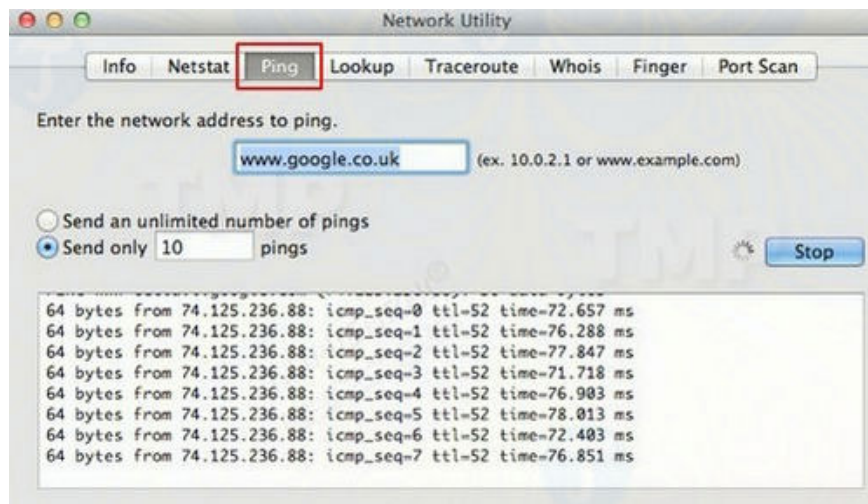 Network Utility
Info Netstat Ping Lookup Traceroute Whois Finger Port Scan
Enter the network address to ping.
www.google.co.uk (ex. 10.0.2.1 or www.example.com)
Send an unlimited number of pings
Send only 10 pings
Stop
64 bytes from 74.125.236.88: icmp_seq=0 ttl=52 time=72.657 ms
64 bytes from 74.125.236.88: icmp_seq=1 ttl=52 time=76.288 ms
64 bytes from 74.125.236.88: icmp_seq=2 ttl=52 time=77.847 ms
64 bytes from 74.125.236.88: icmp_seq=3 ttl=52 time=71.718 ms
64 bytes from 74.125.236.88: icmp_seq=4 ttl=52 time=76.903 ms
64 bytes from 74.125.236.88: icmp_seq=5 ttl=52 time=78.013 ms
64 bytes from 74.125.236.88: icmp_seq=6 ttl=52 time=72.403 ms
64 bytes from 74.125.236.88: icmp_seq=7 ttl=52 time=76.851 ms